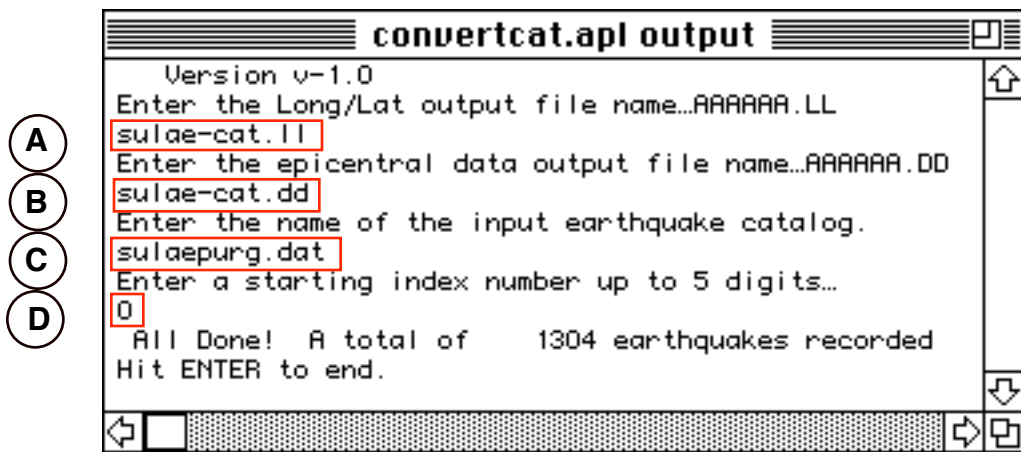 convertcat.apl output
Version v-1.0
Enter the Long/Lat output file name…AAAAAA.LL
A
sulae-cat.ll
Enter the epicentral data output file name…AAAAAA.DD
B
sulae-cat.dd
Enter the name of the input earthquake catalog.
C
sulaepurg.dat
Enter a starting index number up to 5 digits…
D
0
All Done!  A total of    1304 earthquakes recorded
Hit ENTER to end.